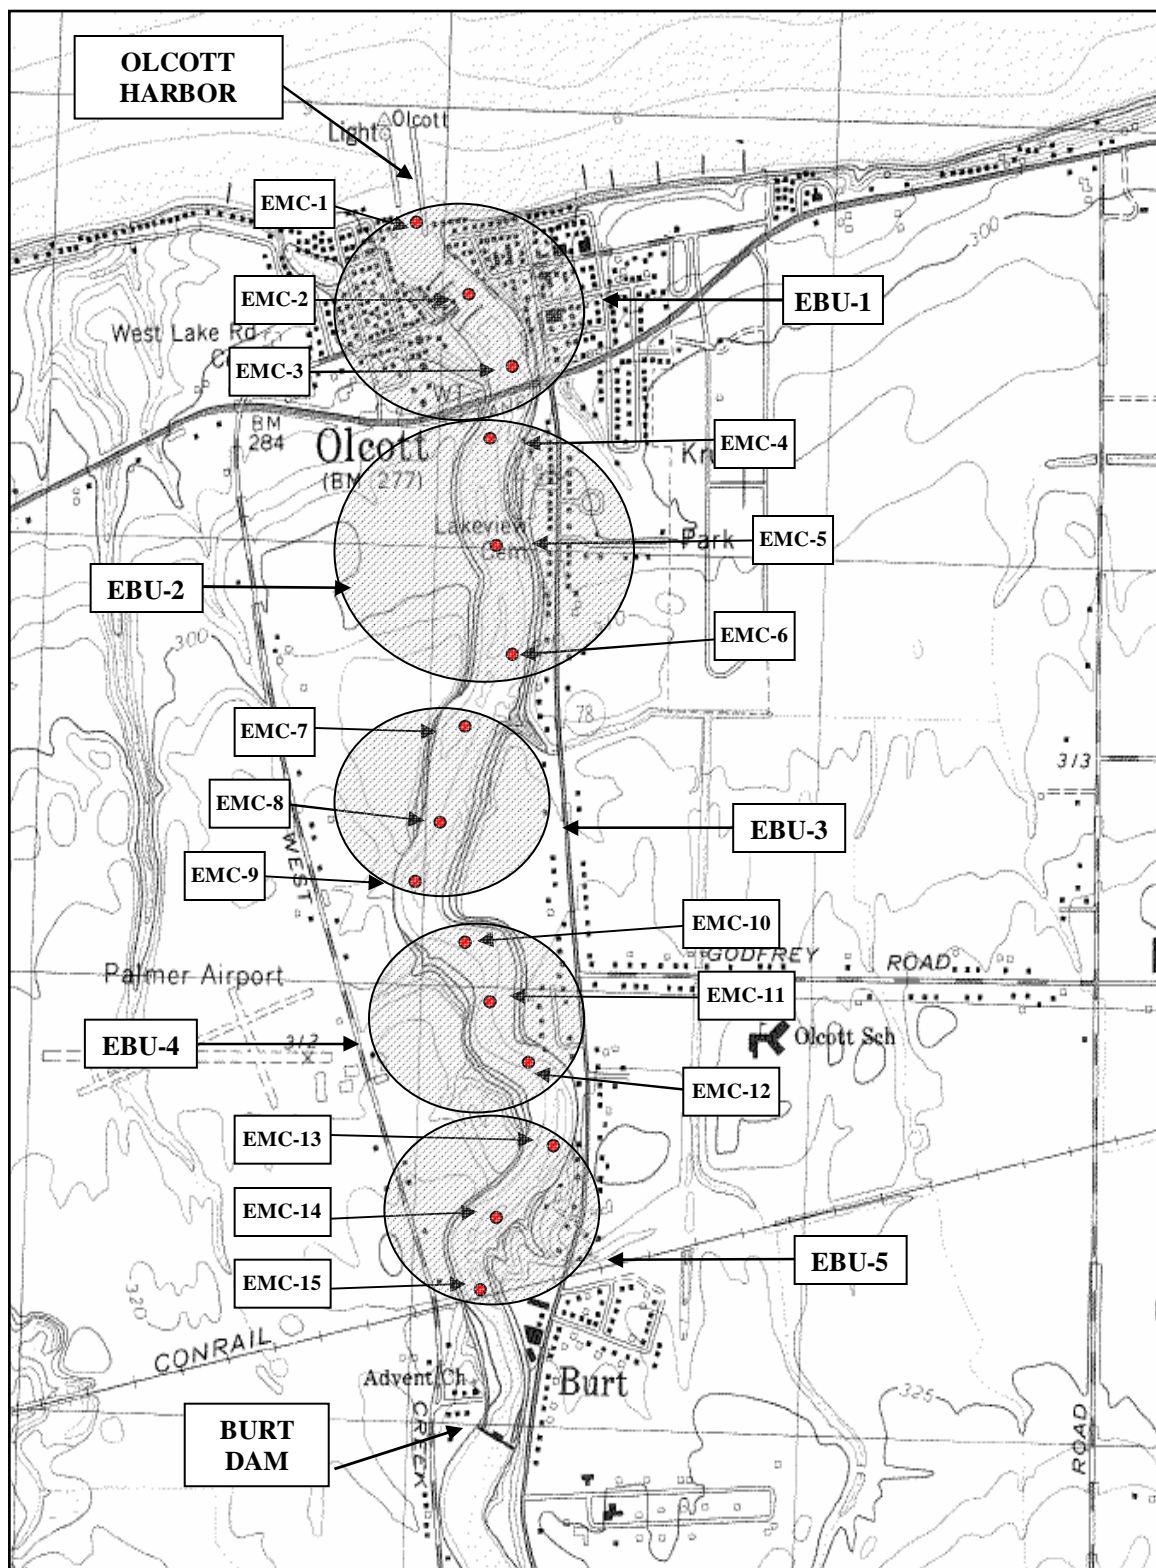 OLCOTT
HARBOR
Olcott
Light
EMC-1
EMC-2
EBU-1
300
West Lake Rd
EMC-3
BM
284
Olcott
(BM 277)
EMC-4
Lakeview
Cem
Park
EMC-5
EBU-2
EMC-6
300
78
EMC-7
313
EMC-8
EBU-3
WEST
EMC-9
EMC-10
GODFREY ROAD
Palmer Airport
EMC-11
312
EBU-4
Olcott Sch
EMC-12
EMC-13
EMC-14
EBU-5
EMC-15
320
CONRAIL
Advent Ch
Burt
325
CREEK
ROAD
BURT
DAM